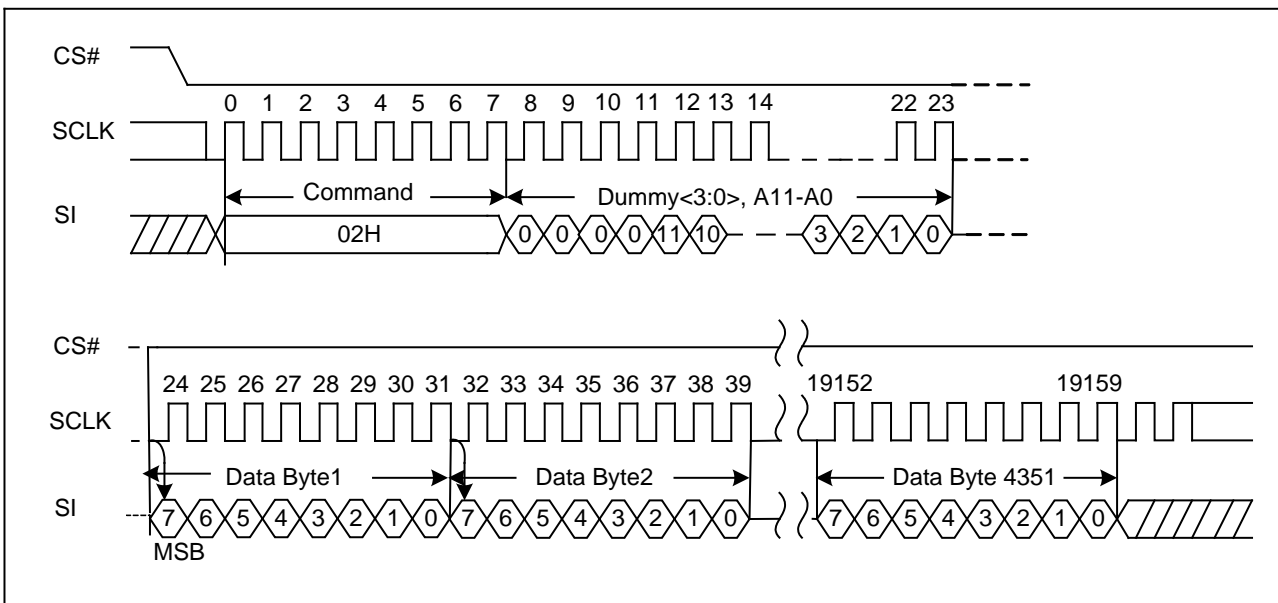 CS#
0 1 2 3 4 5 6 7 8 9 10 11 12 13 14 22 23
SCLK
Command Dummy<3:0>, A11-A0
SI
02H 0 0 0 0 11 10 3 2 1 0
CS#
24 25 26 27 28 29 30 31 32 33 34 35 36 37 38 39 19152 19159
SCLK
Data Byte1 Data Byte2 Data Byte 4351
SI
7 6 5 4 3 2 1 0 7 6 5 4 3 2 1 0 7 6 5 4 3 2 1 0
MSB